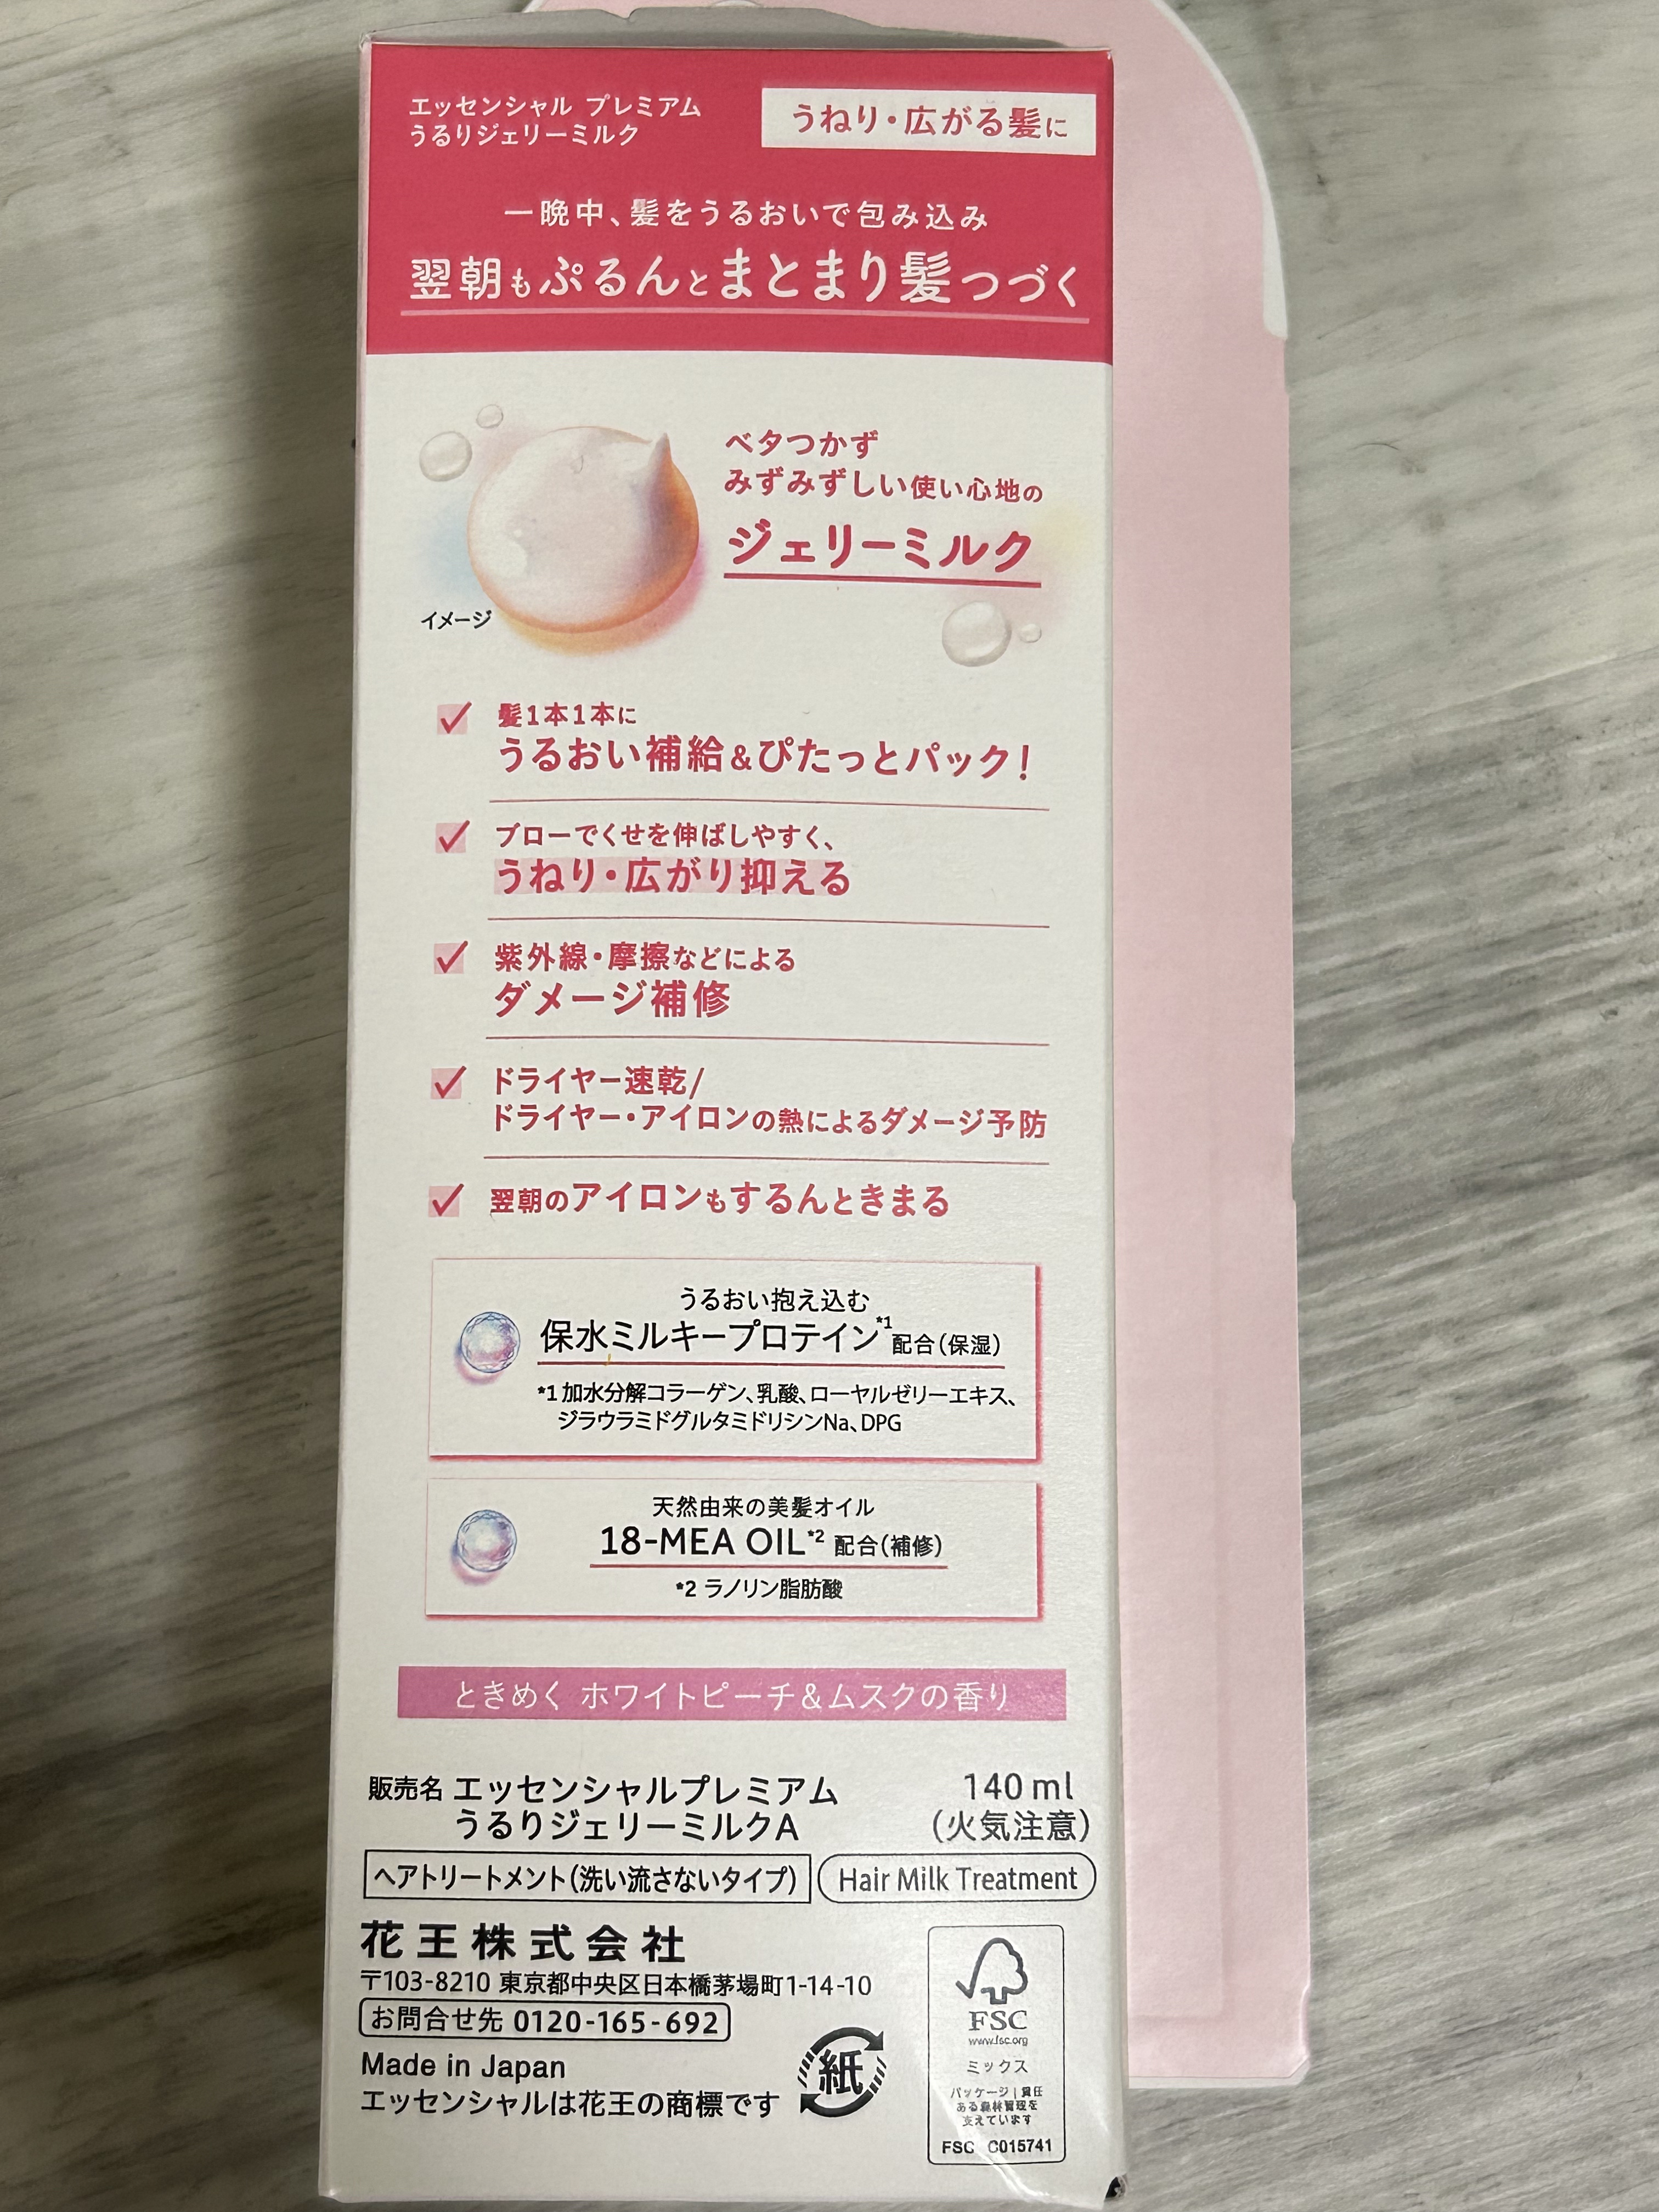 エッセンシャル プレミアム
うるりジェリーミルク
うねり・広がる髪に
一晩中、髪をうるおいで包み込み
翌朝もぷるんとまとまり髪つづく
ベタつかず
みずみずしい使い心地の
ジェリーミルク
イメージ
髪1本1本に
うるおい補給&ぴたっとパック!
ブローでくせを伸ばしやすく、
うねり・広がり抑える
紫外線・摩擦などによる
ダメージ補修
ドライヤー速乾/
ドライヤー・アイロンの熱によるダメージ予防
翌朝のアイロンもするんときまる
うるおい抱え込む
保水ミルキープロテイン*1配合(保湿)
*1 加水分解コラーゲン、乳酸、ローヤルゼリーエキス、
ジラウラミドグルタミドリシンNa、DPG
天然由来の美髪オイル
18-MEA OIL*2 配合(補修)
*2 ラノリン脂肪酸
ときめく ホワイトピーチ&ムスクの香り
販売名 エッセンシャルプレミアム
うるりジェリーミルクA
140 ml
(火気注意)
ヘアトリートメント(洗い流さないタイプ)
Hair Milk Treatment
花王株式会社
〒103-8210 東京都中央区日本橋茅場町1-14-10
お問合せ先 0120-165-692
Made in Japan
エッセンシャルは花王の商標です
紙
FSC
www.fsc.org
ミックス
パッケージ | 責任
ある森林管理を
支えています
FSC C015741